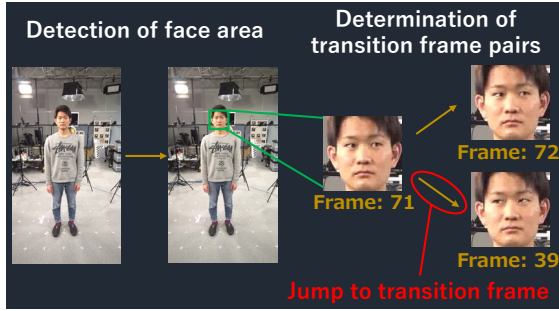 Detection of face area
Determination of
transition frame pairs
Frame: 71
Frame: 72
Frame: 39
Jump to transition frame